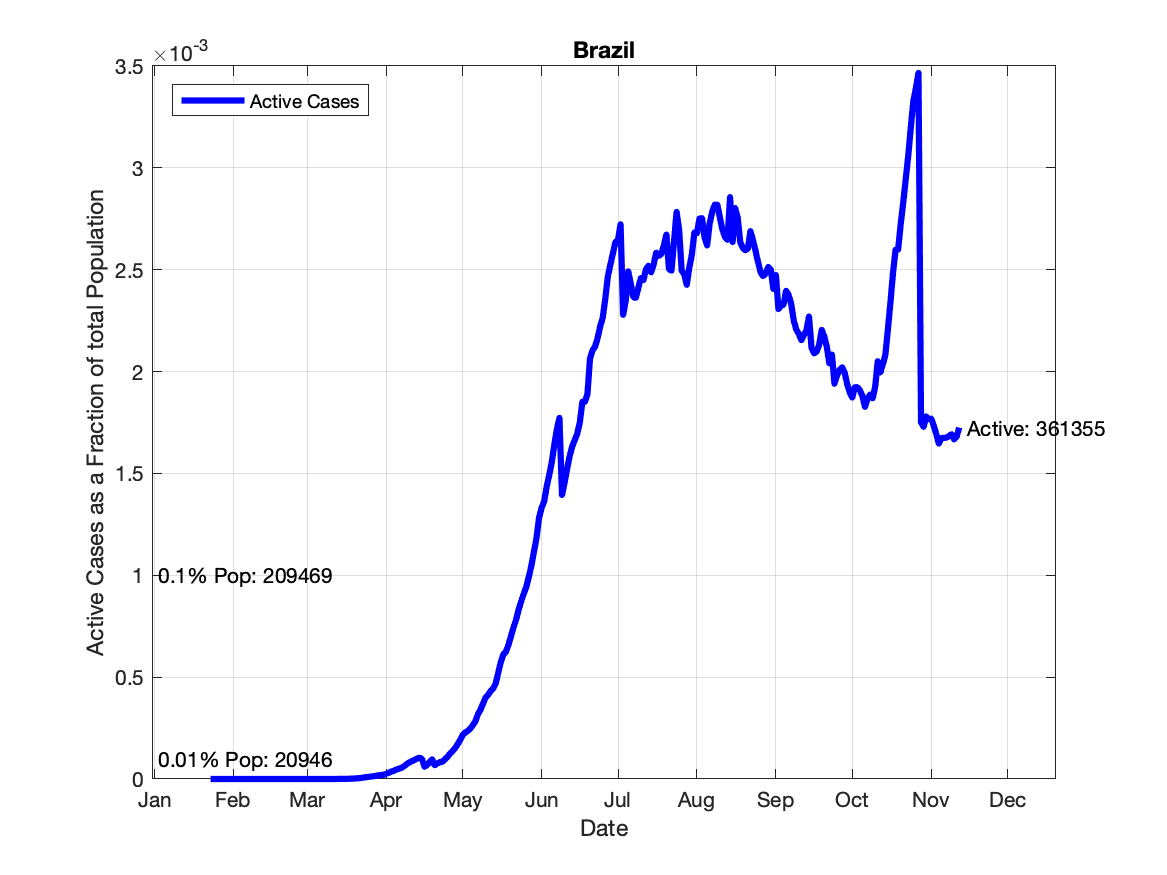 Brazil
×10-3
Active Cases
3.5
3
2.5
2
1.5
1
0.5
0
Active Cases as a Fraction of total Population
Active: 361355
0.1% Pop: 209469
0.01% Pop: 20946
Jan Feb Mar Apr May Jun Jul Aug Sep Oct Nov Dec
Date